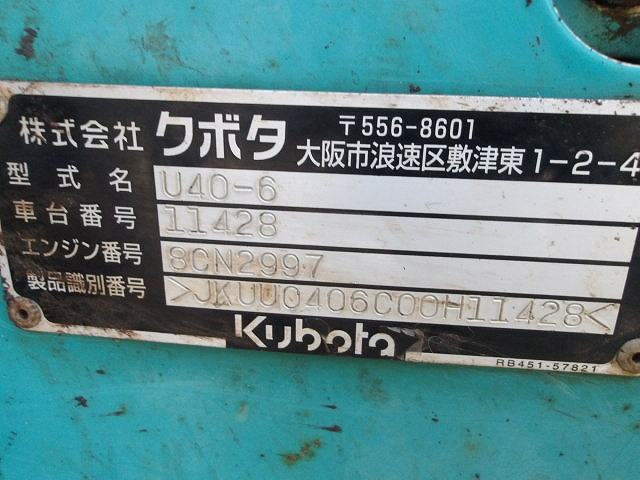 株式会社 クボタ 〒556-8601
大阪市浪速区敷津東1-2-4
型式名 U40-6
車台番号 11428
エンジン番号 8CN2997
製品識別番号 >JKUU0406C00H11428<
Kubota
RB451-57821